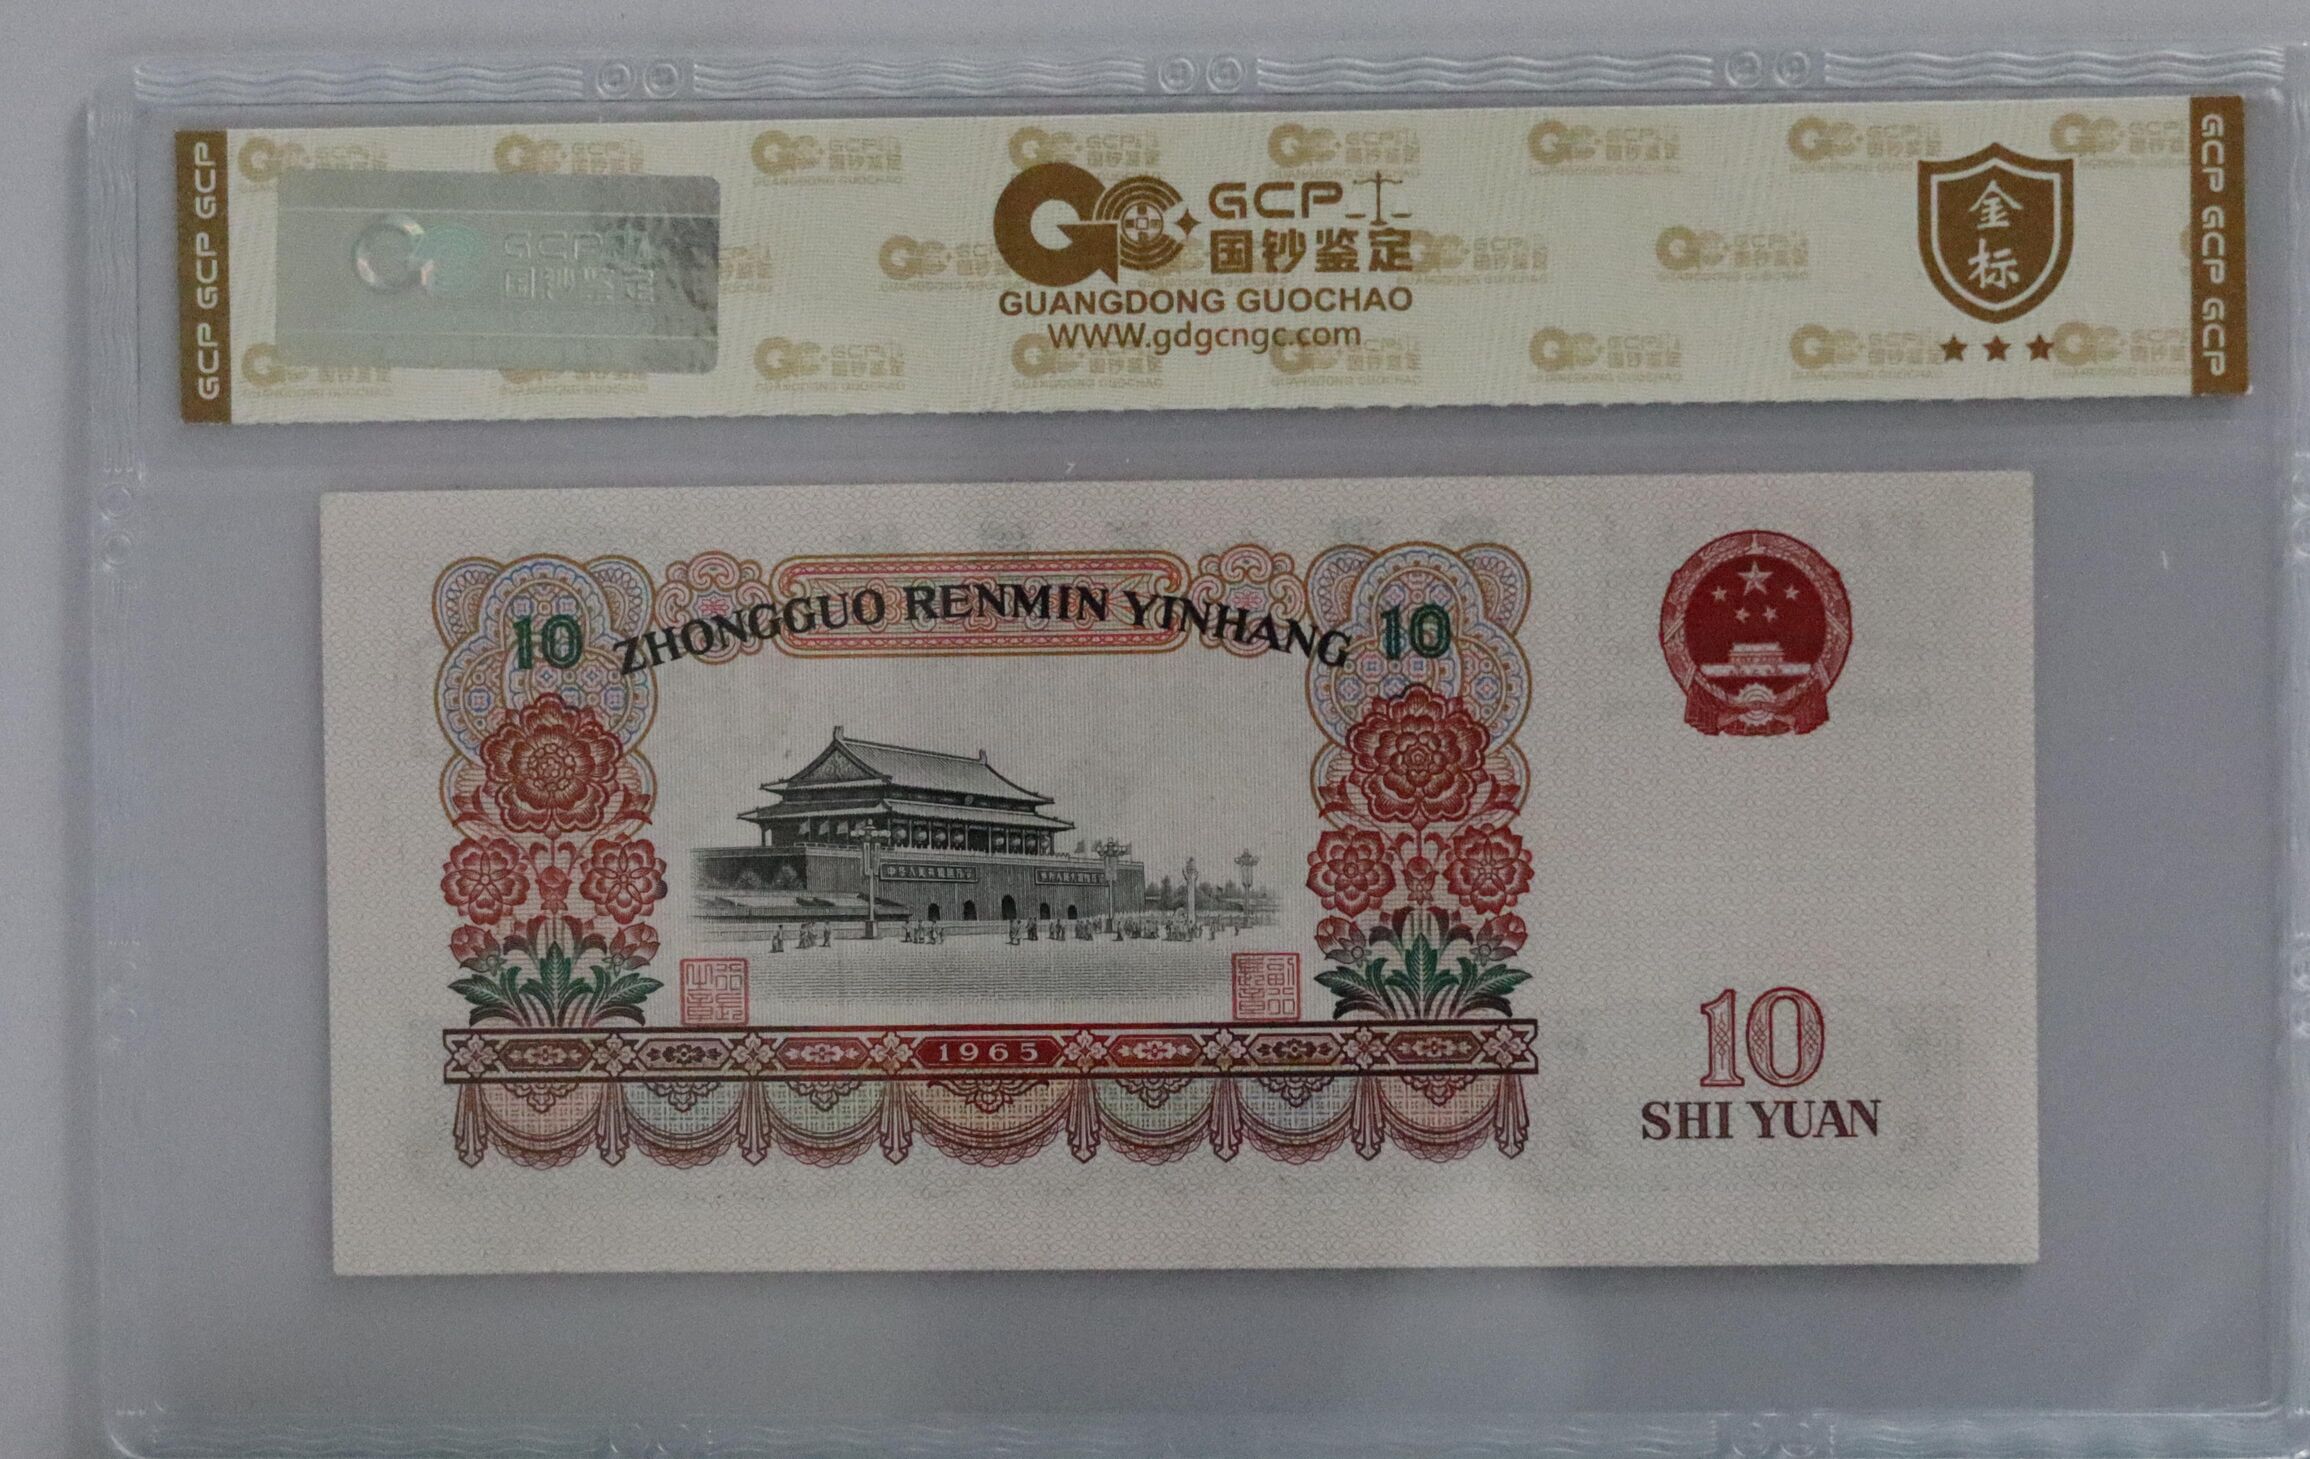 GCP GCP GCP
GCP
国钞鉴定
GCP
国钞鉴定
GUANGDONG GUOCHAO
WWW.gdgcngc.com
金
标
GCP GCP GCP
10 ZHONGGUO RENMIN YINHANG 10
1965
10
SHI YUAN